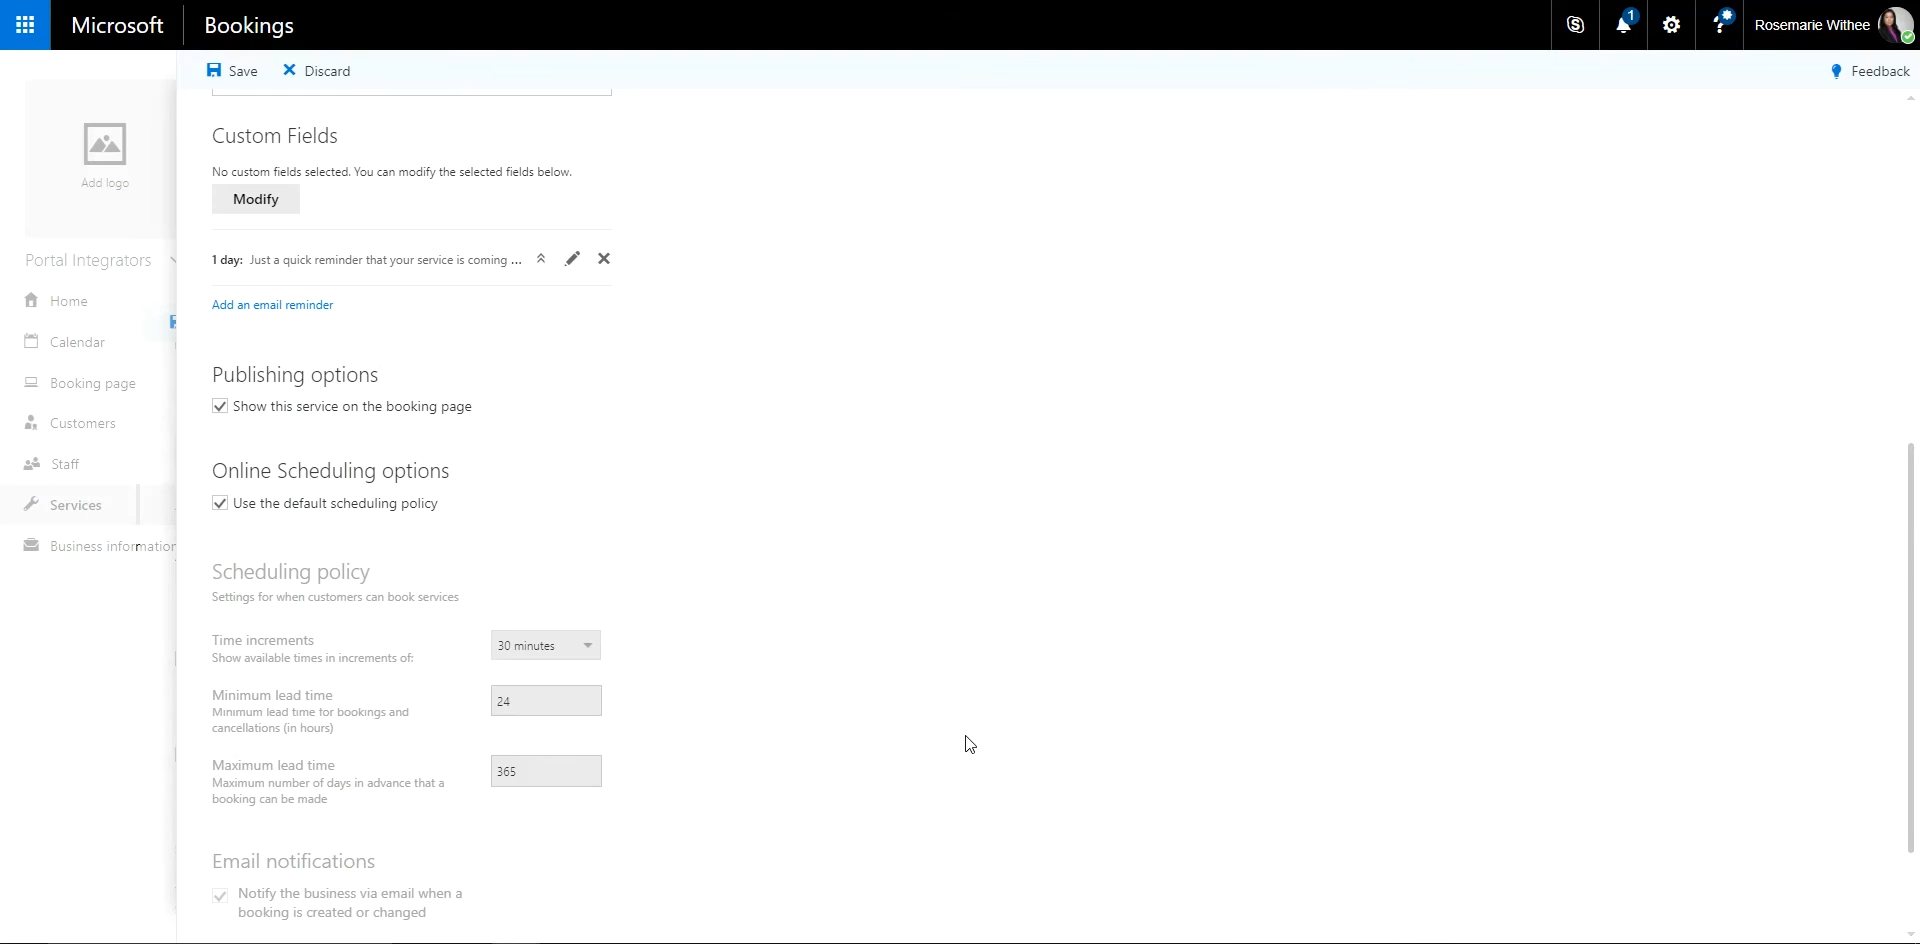 Microsoft
Bookings
1
Rosemarie Withee
Save
Discard
Feedback
Add logo
Portal Integrators
Home
Calendar
Booking page
Customers
Staff
Services
Business information
Custom Fields
No custom fields selected. You can modify the selected fields below.
Modify
1 day: Just a quick reminder that your service is coming ...
Add an email reminder
Publishing options
Show this service on the booking page
Online Scheduling options
Use the default scheduling policy
Scheduling policy
Settings for when customers can book services
Time increments
Show available times in increments of:
30 minutes
Minimum lead time
Minimum lead time for bookings and
cancellations (in hours)
24
Maximum lead time
Maximum number of days in advance that a
booking can be made
365
Email notifications
Notify the business via email when a
booking is created or changed